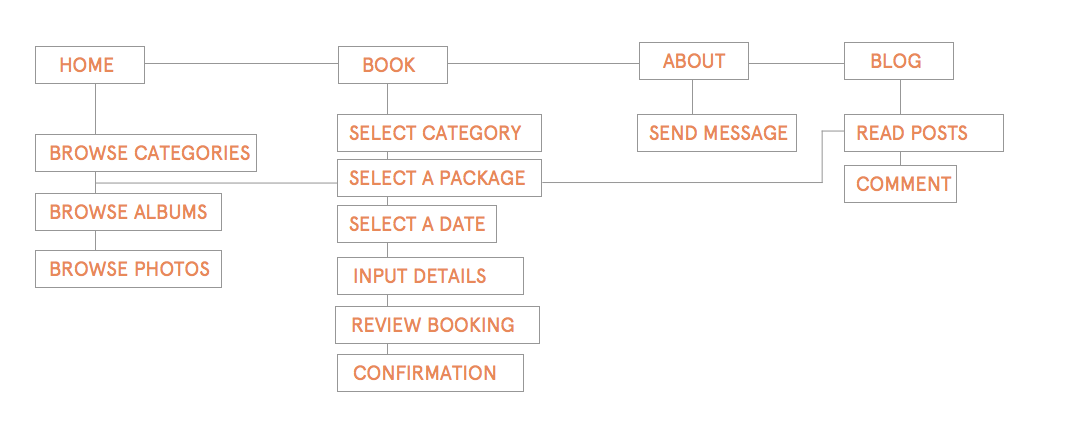 HOME
BROWSE CATEGORIES
BROWSE ALBUMS
BROWSE PHOTOS
BOOK
SELECT CATEGORY
SELECT A PACKAGE
SELECT A DATE
INPUT DETAILS
REVIEW BOOKING
CONFIRMATION
ABOUT
SEND MESSAGE
BLOG
READ POSTS
COMMENT